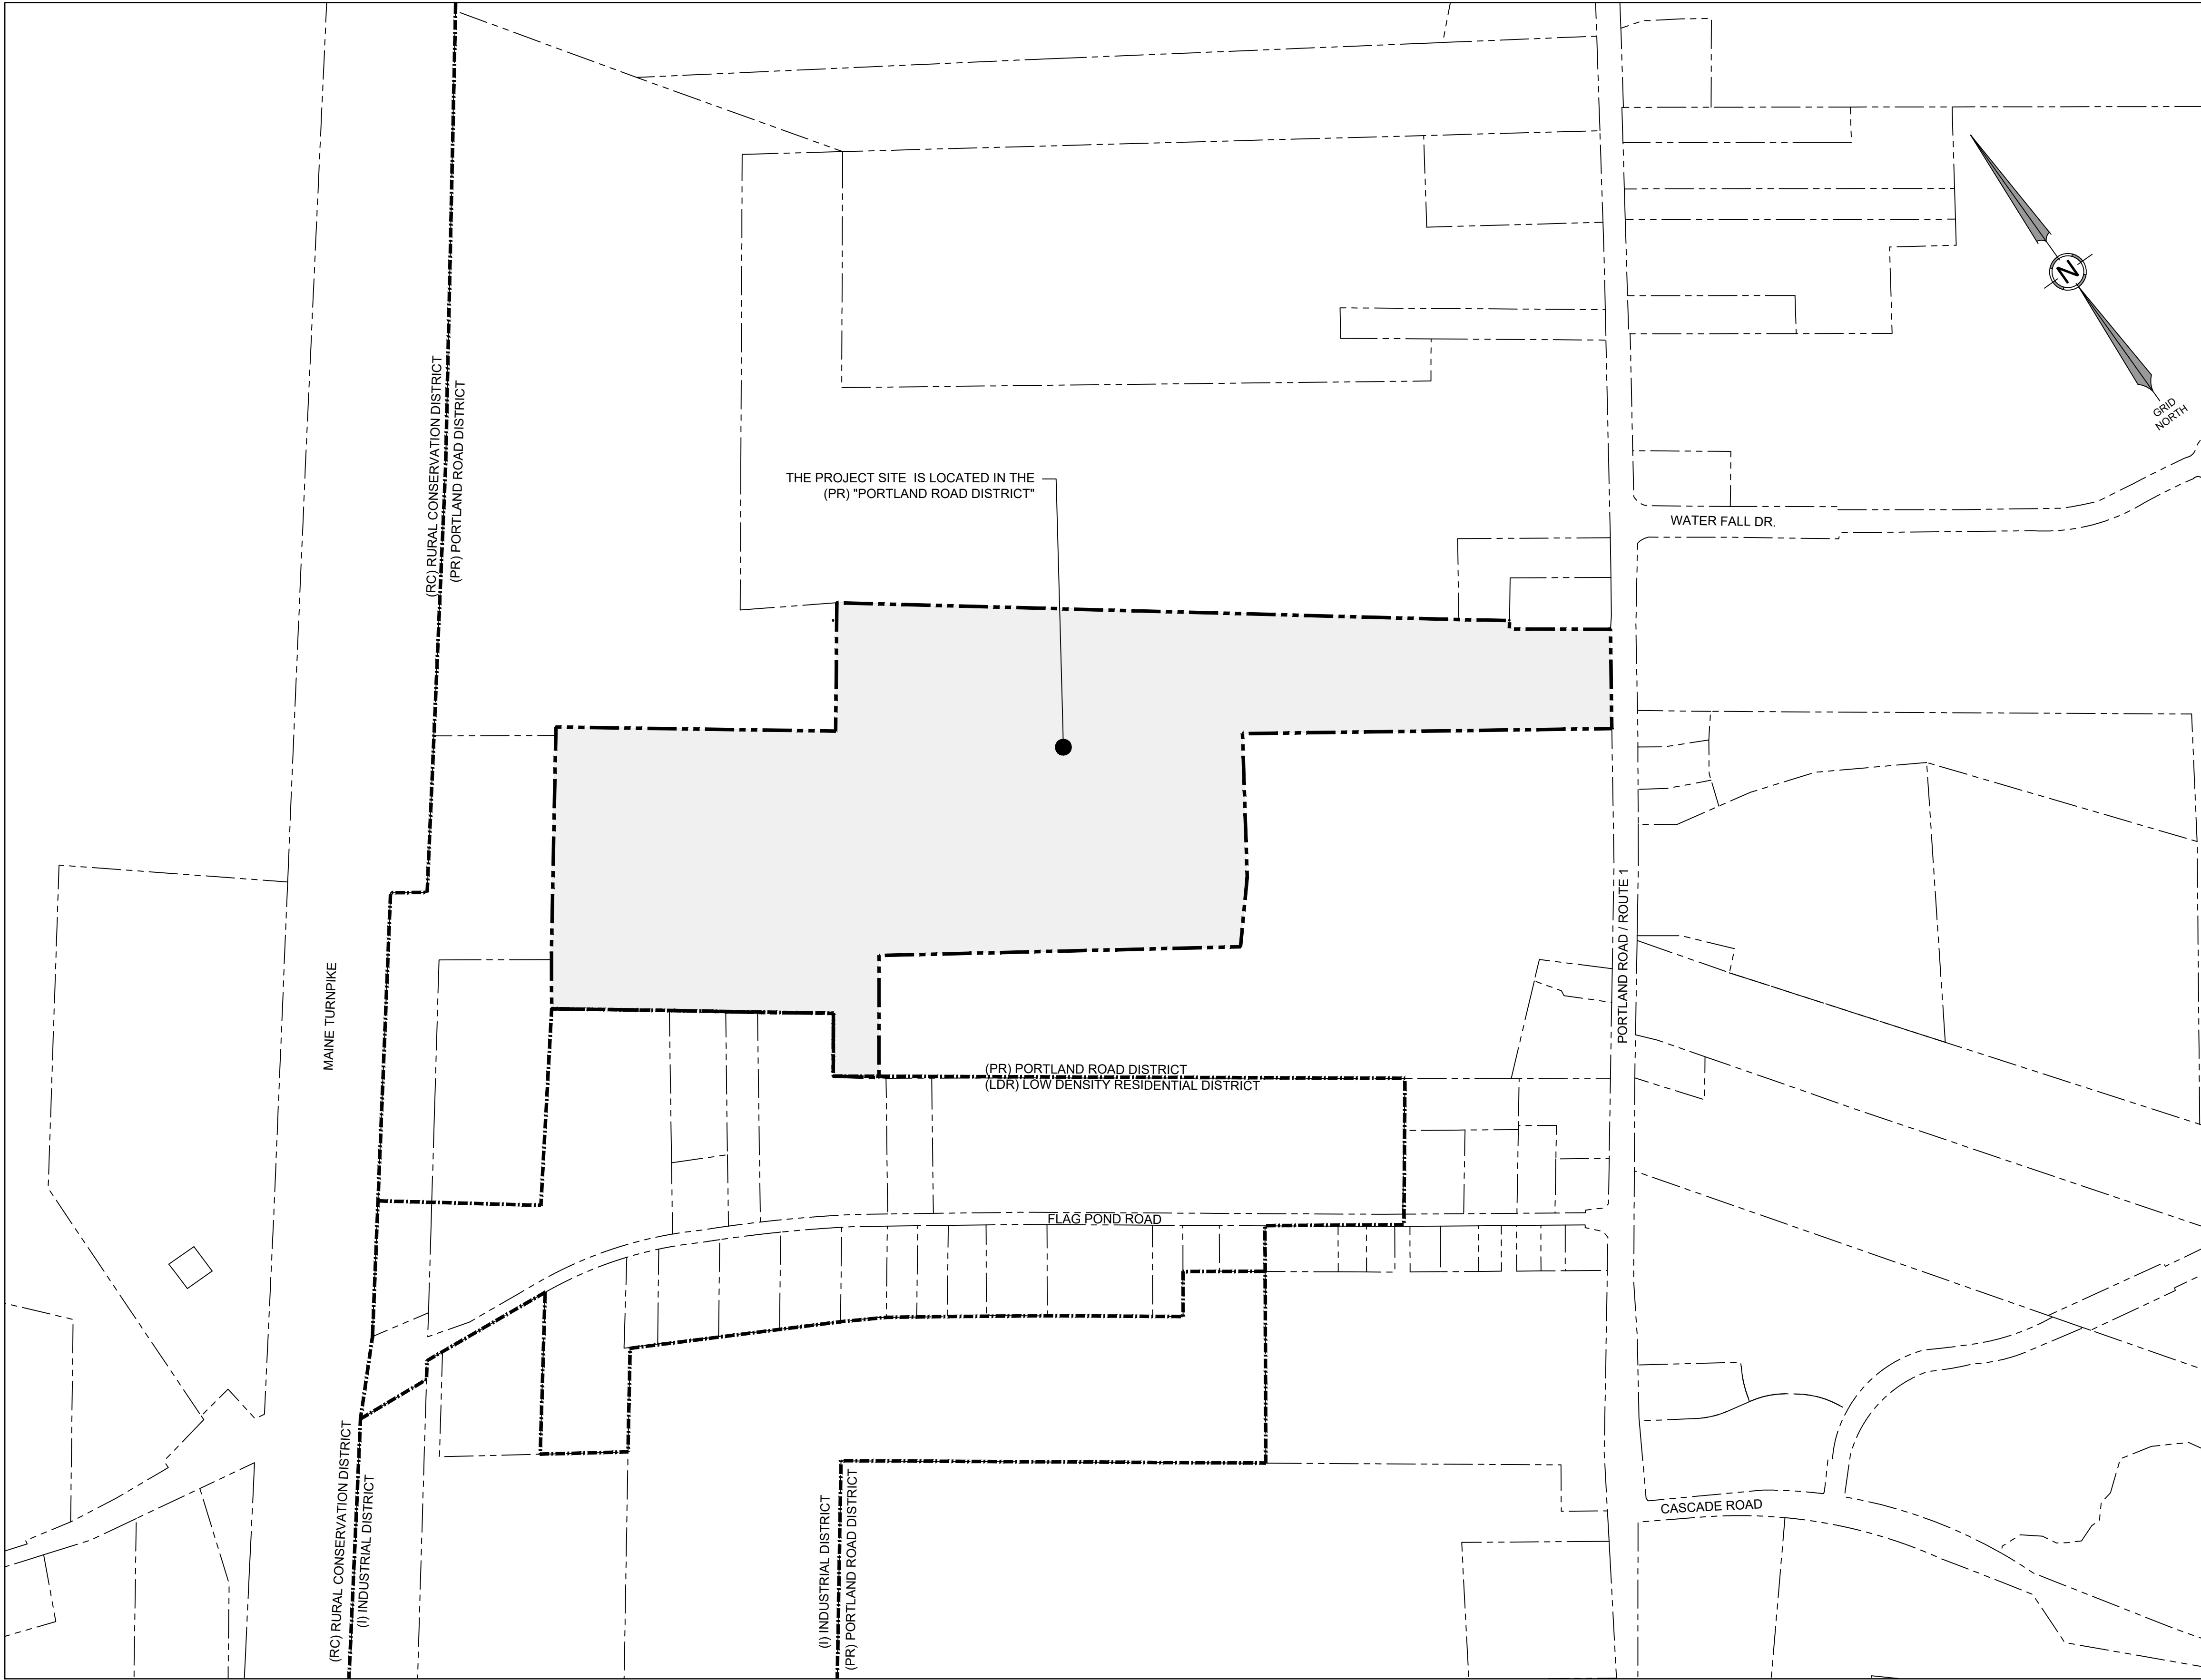 (RC) RURAL CONSERVATION DISTRICT
(PR) PORTLAND ROAD DISTRICT
THE PROJECT SITE IS LOCATED IN THE
(PR) "PORTLAND ROAD DISTRICT"
N
GRID
NORTH
WATER FALL DR.
MAINE TURNPIKE
PORTLAND ROAD / ROUTE 1
(PR) PORTLAND ROAD DISTRICT
(LDR) LOW DENSITY RESIDENTIAL DISTRICT
FLAG POND ROAD
(RC) RURAL CONSERVATION DISTRICT
(I) INDUSTRIAL DISTRICT
(I) INDUSTRIAL DISTRICT
(PR) PORTLAND ROAD DISTRICT
CASCADE ROAD